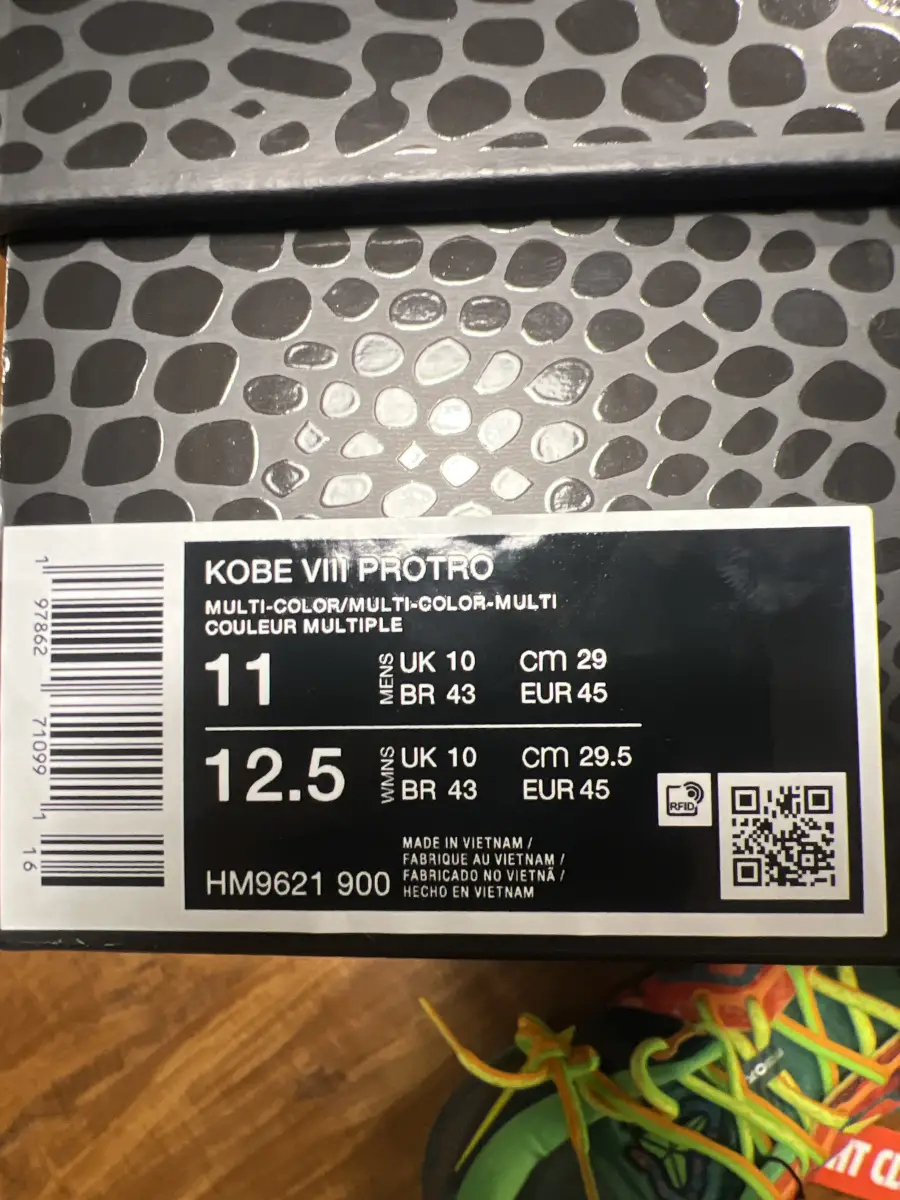 KOBE VIII PROTRO
MULTI-COLOR/MULTI-COLOR-MULTI
COULEUR MULTIPLE
11
MENS
UK 10
cm 29
BR 43
EUR 45
12.5
WMNS
UK 10
cm 29.5
BR 43
EUR 45
RFID
MADE IN VIETNAM /
FABRIQUE AU VIETNAM /
FABRICADO NO VIETNÃ /
HECHO EN VIETNAM
HM9621 900
1 97862 71099 1 16